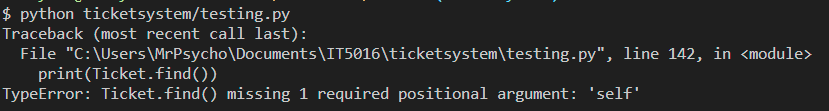 $ python ticketsystem/testing.py
Traceback (most recent call last):
  File "C:\Users\MrPsycho\Documents\IT5016\ticketsystem\testing.py", line 142, in <module>
    print(Ticket.find())
TypeError: Ticket.find() missing 1 required positional argument: 'self'